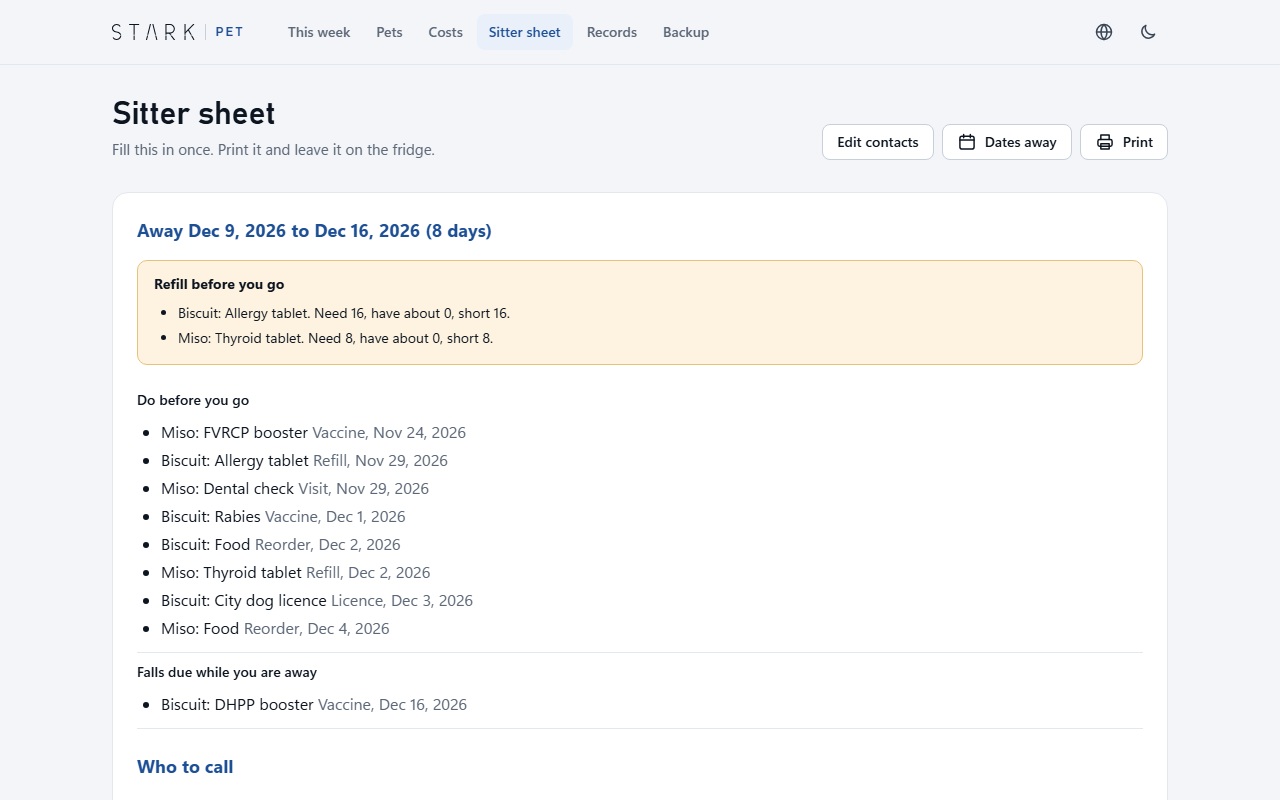 STARK PET
This week
Pets
Costs
Sitter sheet
Records
Backup
Sitter sheet
Fill this in once. Print it and leave it on the fridge.
Edit contacts
Dates away
Print
Away Dec 9, 2026 to Dec 16, 2026 (8 days)
Refill before you go
Biscuit: Allergy tablet. Need 16, have about 0, short 16.
Miso: Thyroid tablet. Need 8, have about 0, short 8.
Do before you go
Miso: FVRCP booster Vaccine, Nov 24, 2026
Biscuit: Allergy tablet Refill, Nov 29, 2026
Miso: Dental check Visit, Nov 29, 2026
Biscuit: Rabies Vaccine, Dec 1, 2026
Biscuit: Food Reorder, Dec 2, 2026
Miso: Thyroid tablet Refill, Dec 2, 2026
Biscuit: City dog licence Licence, Dec 3, 2026
Miso: Food Reorder, Dec 4, 2026
Falls due while you are away
Biscuit: DHPP booster Vaccine, Dec 16, 2026
Who to call